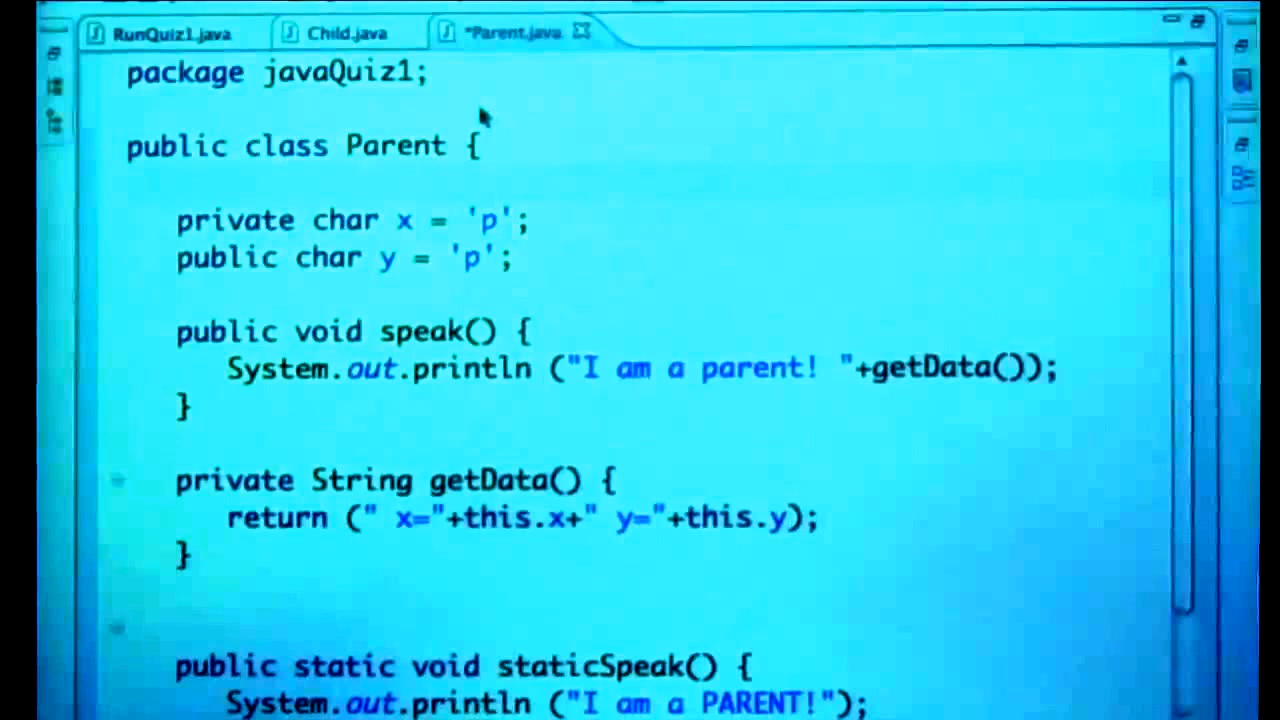 RunQuiz1.java Child.java *Parent.java
package javaQuiz1;
public class Parent {
private char x = 'p';
public char y = 'p';
public void speak() {
System.out.println ("I am a parent! "+getData());
}
private String getData() {
return (" x="+this.x+" y="+this.y);
}
public static void staticSpeak() {
System.out.println ("I am a PARENT!");